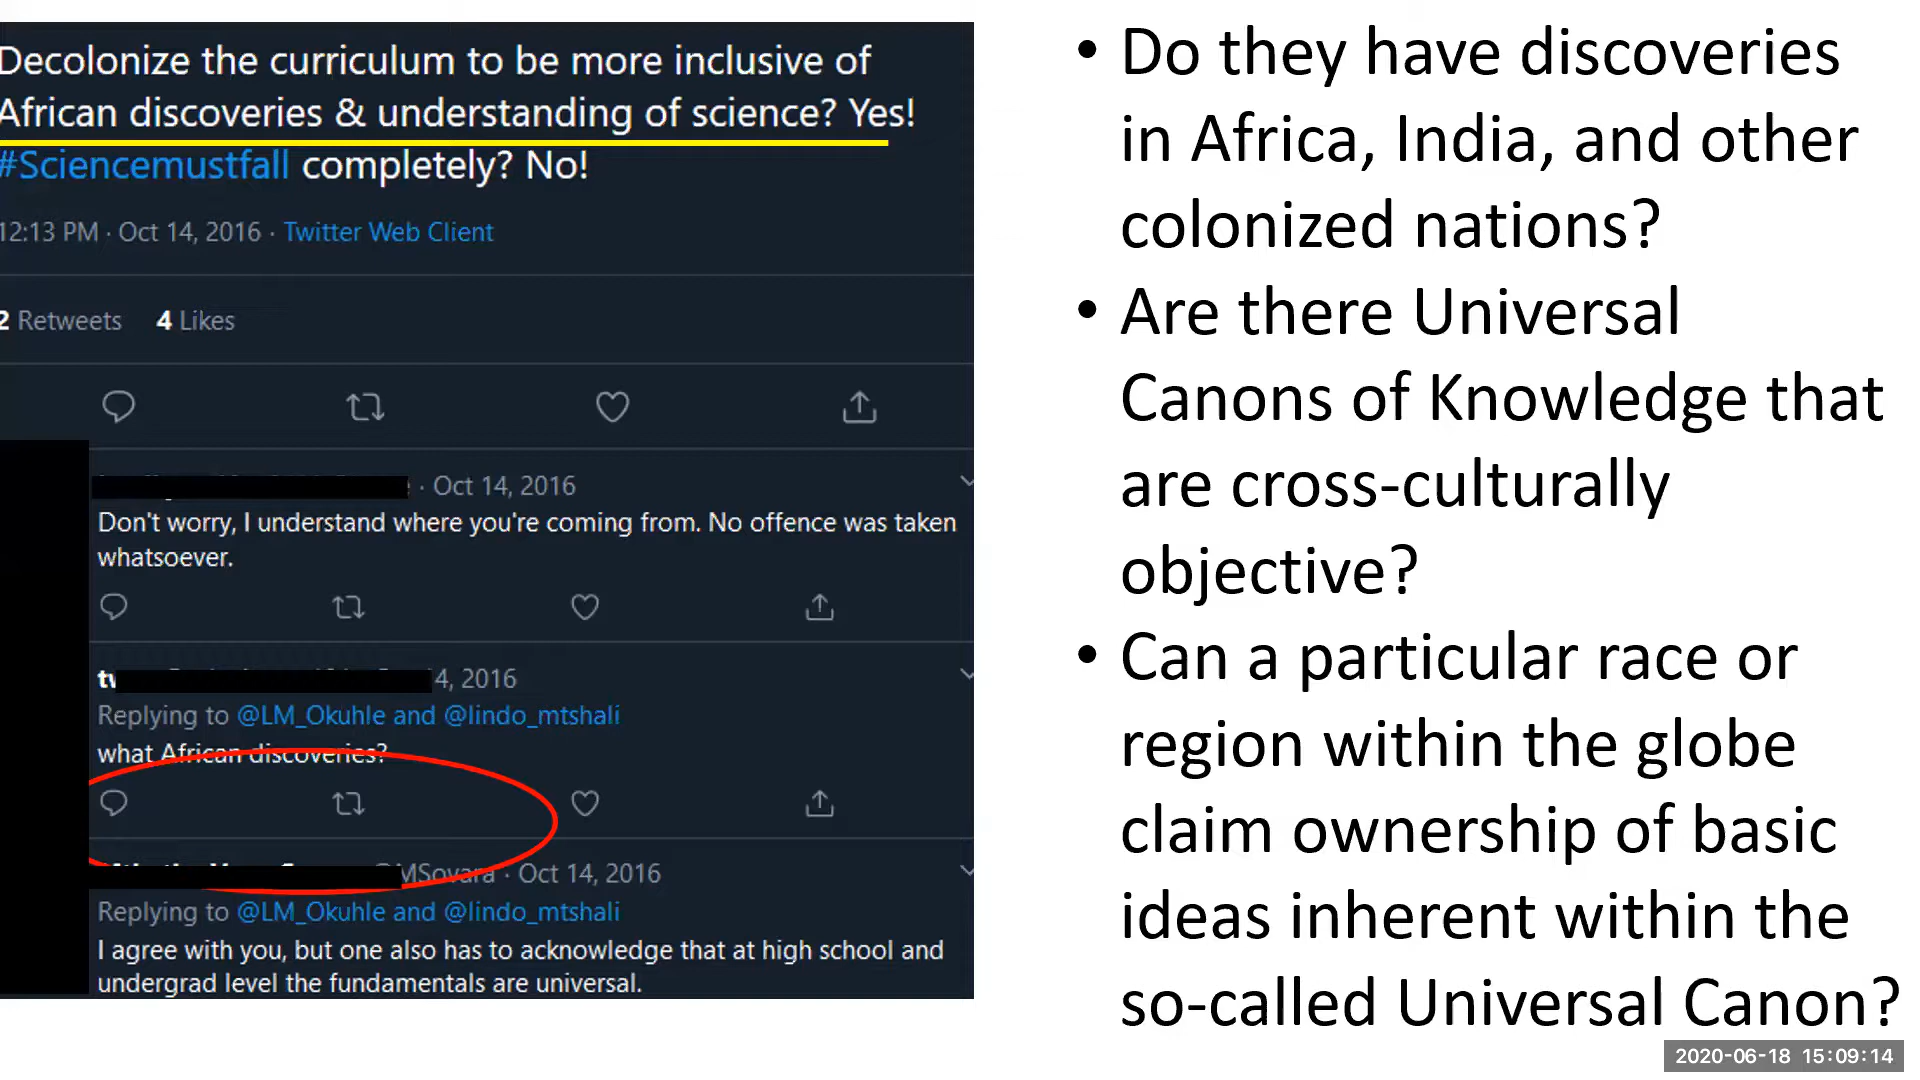 Decolonize the curriculum to be more inclusive of
African discoveries & understanding of science? Yes!
#Sciencemustfall completely? No!
12:13 PM · Oct 14, 2016 · Twitter Web Client
2 Retweets 4 Likes
· Oct 14, 2016
Don't worry, I understand where you're coming from. No offence was taken
whatsoever.
4, 2016
Replying to @LM_Okuhle and @lindo_mtshali
what African discoveries?
@MSovara · Oct 14, 2016
Replying to @LM_Okuhle and @lindo_mtshali
I agree with you, but one also has to acknowledge that at high school and
undergrad level the fundamentals are universal.
• Do they have discoveries
in Africa, India, and other
colonized nations?
• Are there Universal
Canons of Knowledge that
are cross-culturally
objective?
• Can a particular race or
region within the globe
claim ownership of basic
ideas inherent within the
so-called Universal Canon?
2020-06-18 15:09:14